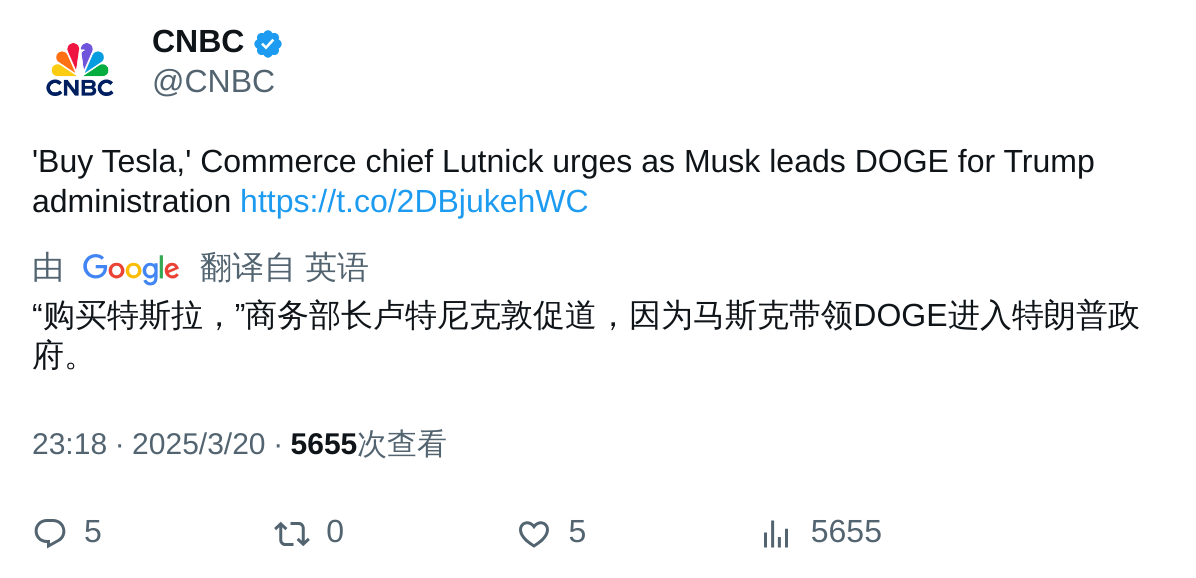 CNBC
CNBC
@CNBC
'Buy Tesla,' Commerce chief Lutnick urges as Musk leads DOGE for Trump
administration https://t.co/2DBjukehWC
由 Google 翻译自 英语
“购买特斯拉，”商务部长卢特尼克敦促道，因为马斯克带领DOGE进入特朗普政
府。
23:18 · 2025/3/20 · 5655次查看
5 0 5 5655